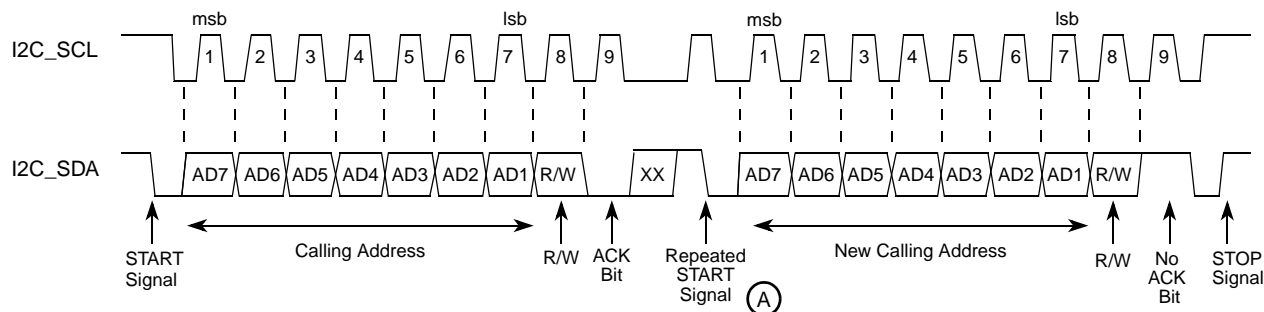 msb lsb msb lsb
I2C_SCL 1 2 3 4 5 6 7 8 9 1 2 3 4 5 6 7 8 9
I2C_SDA AD7 AD6 AD5 AD4 AD3 AD2 AD1 R/W XX AD7 AD6 AD5 AD4 AD3 AD2 AD1 R/W
START
Signal
Calling Address
R/W
ACK
Bit
Repeated
START
Signal
A
New Calling Address
R/W
No
ACK
Bit
STOP
Signal